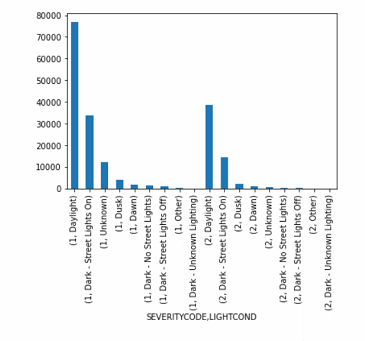 80000
70000
60000
50000
40000
30000
20000
10000
0
(1, Daylight)
(1, Dark - Street Lights On)
(1, Unknown)
(1, Dusk)
(1, Dawn)
(1, Dark - No Street Lights)
(1, Dark - Street Lights Off)
(1, Other)
(1, Dark - Unknown Lighting)
(2, Daylight)
(2, Dark - Street Lights On)
(2, Dusk)
(2, Dawn)
(2, Unknown)
(2, Dark - No Street Lights)
(2, Dark - Street Lights Off)
(2, Other)
(2, Dark - Unknown Lighting)
SEVERITYCODE,LIGHTCOND